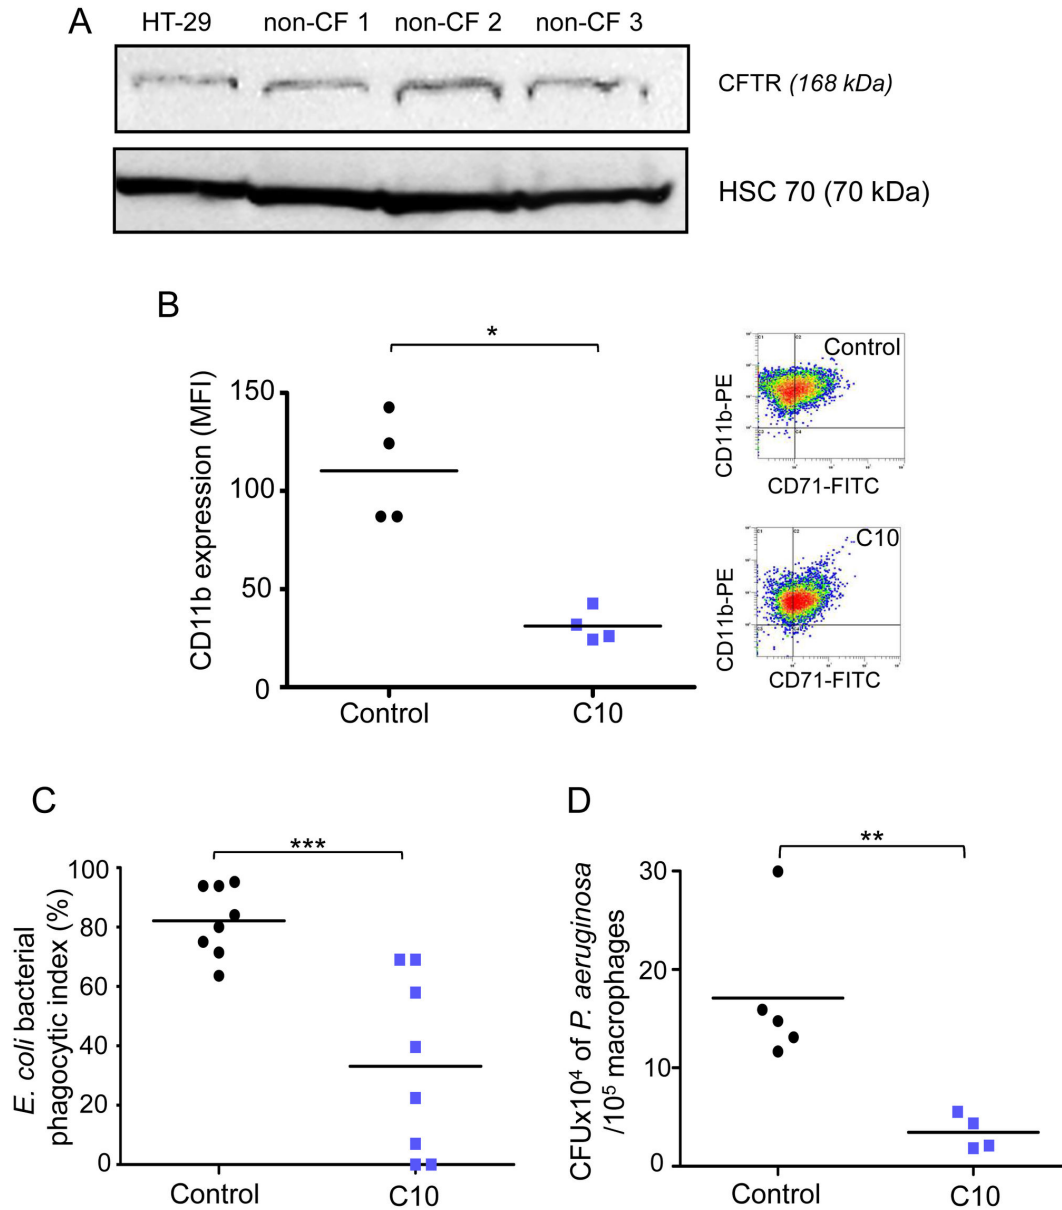 A
HT-29 non-CF 1 non-CF 2 non-CF 3
CFTR (168 kDa)
HSC 70 (70 kDa)
B
*
CD11b expression (MFI)
150
100
50
0
Control C10
Control
CD11b-PE
CD71-FITC
C10
CD11b-PE
CD71-FITC
C
***
E. coli bacterial
phagocytic index (%)
100
80
60
40
20
0
Control C10
D
**
CFUx10⁴ of P. aeruginosa
/10⁵ macrophages
30
20
10
0
Control C10